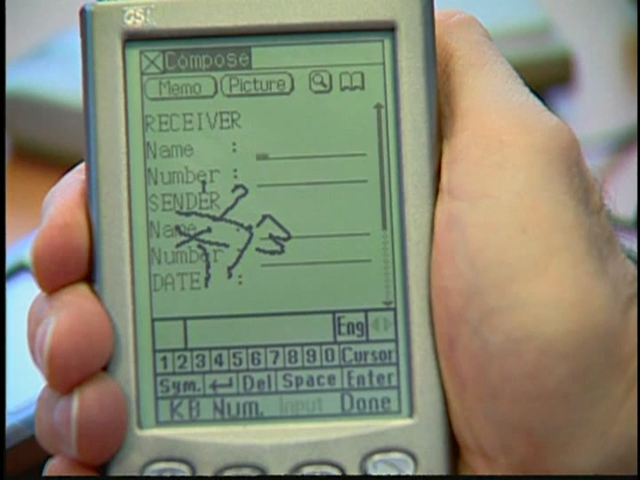 Compose
Memo Picture
RECEIVER
Name :
Number :
SENDER
Name
Number
DATE :
Eng
1 2 3 4 5 6 7 8 9 0 Cursor
Sym. Del Space Enter
KB Num. Input Done